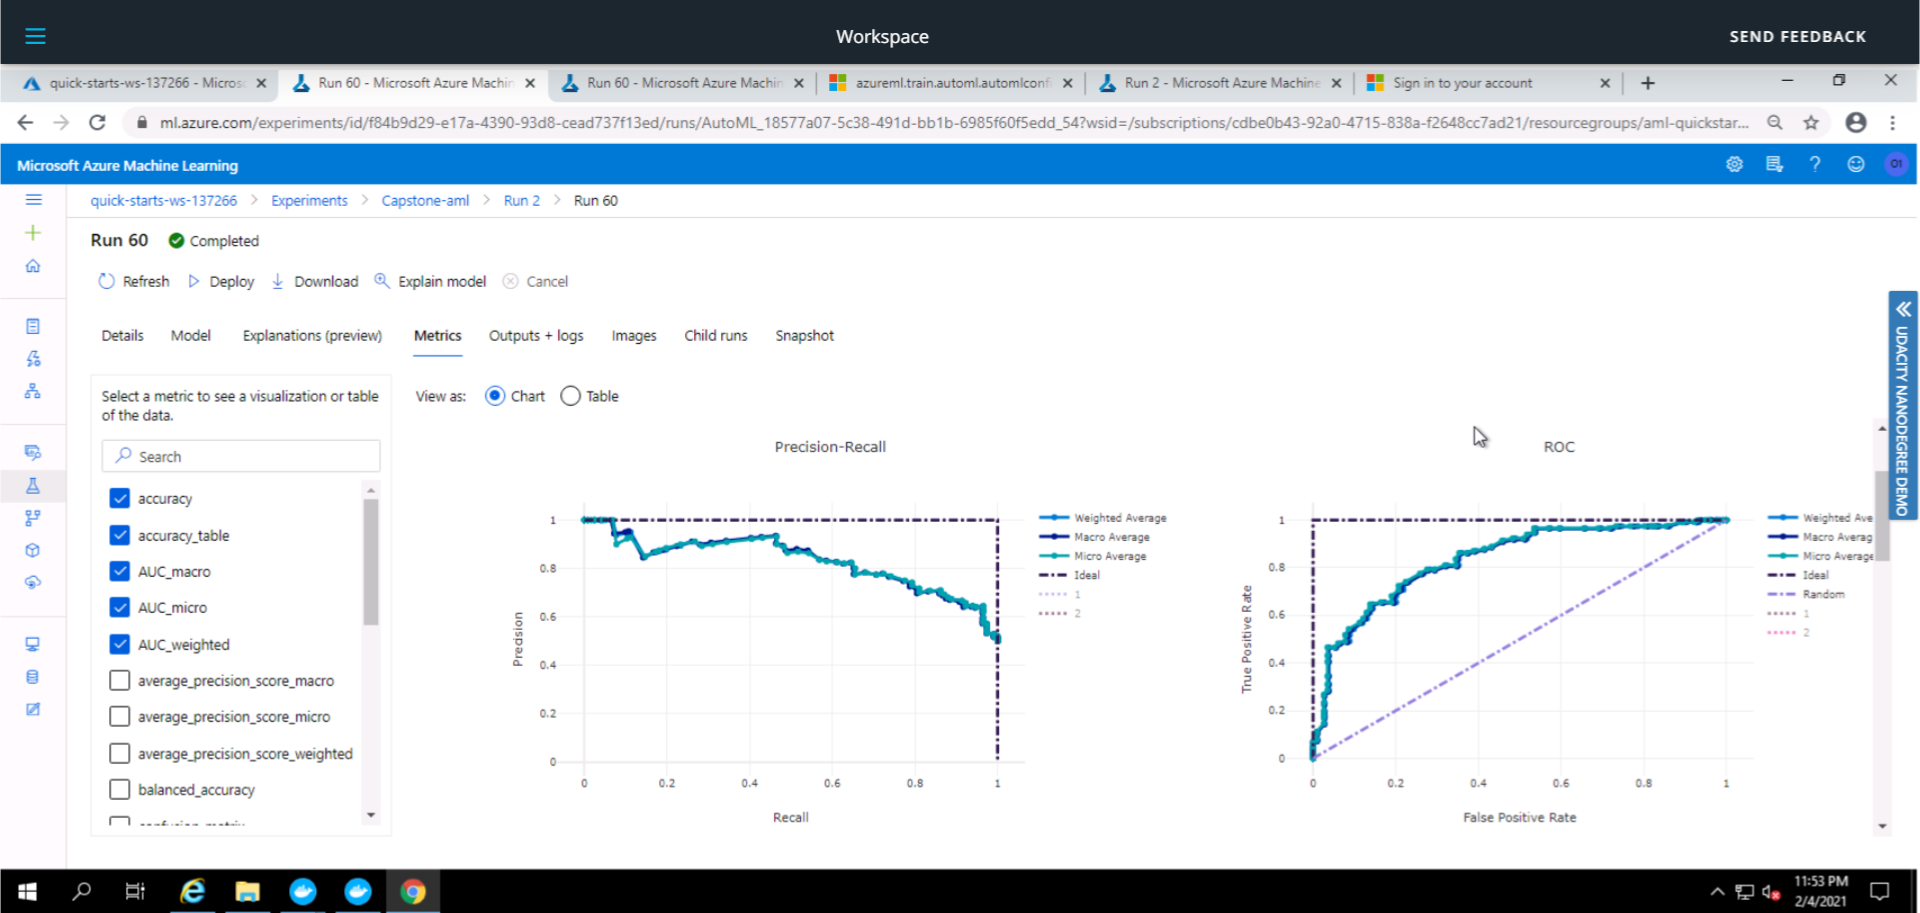 Workspace
SEND FEEDBACK
quick-starts-ws-137266 - Micros
Run 60 - Microsoft Azure Machin
Run 60 - Microsoft Azure Machin
azureml.train.automl.automlconfi
Run 2 - Microsoft Azure Machine
Sign in to your account
ml.azure.com/experiments/id/f84b9d29-e17a-4390-93d8-cead737f13ed/runs/AutoML_18577a07-5c38-491d-bb1b-6985f60f5edd_54?wsid=/subscriptions/cdbe0b43-92a0-4715-838a-f2648cc7ad21/resourcegroups/aml-quickstar...
Microsoft Azure Machine Learning
O1
quick-starts-ws-137266 > Experiments > Capstone-aml > Run 2 > Run 60
Run 60 Completed
Refresh Deploy Download Explain model Cancel
Details Model Explanations (preview) Metrics Outputs + logs Images Child runs Snapshot
Select a metric to see a visualization or table
of the data.
Search
accuracy
accuracy_table
AUC_macro
AUC_micro
AUC_weighted
average_precision_score_macro
average_precision_score_micro
average_precision_score_weighted
balanced_accuracy
View as: Chart Table
Precision-Recall
1
0.8
0.6
0.4
0.2
0
0 0.2 0.4 0.6 0.8 1
Precision
Recall
Weighted Average
Macro Average
Micro Average
Ideal
1
2
ROC
1
0.8
0.6
0.4
0.2
0
0 0.2 0.4 0.6 0.8 1
True Positive Rate
False Positive Rate
Weighted Ave
Macro Averag
Micro Average
Ideal
Random
1
2
UDACITY NANODEGREE DEMO
11:53 PM
2/4/2021